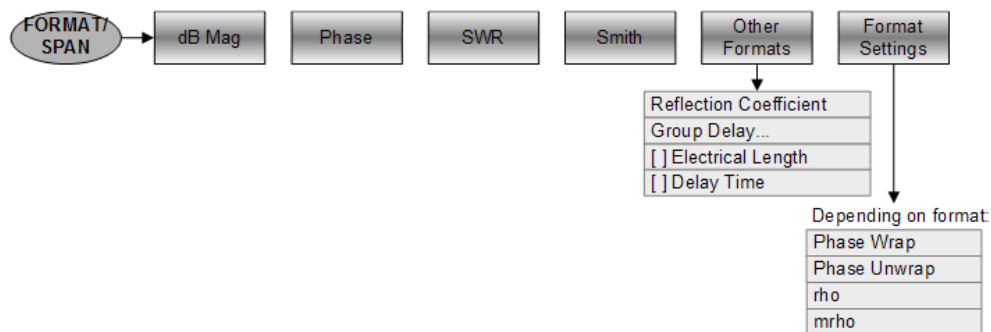 FORMAT/
SPAN
dB Mag
Phase
SWR
Smith
Other
Formats
Format
Settings
Reflection Coefficient
Group Delay...
[ ] Electrical Length
[ ] Delay Time
Depending on format:
Phase Wrap
Phase Unwrap
rho
mrho